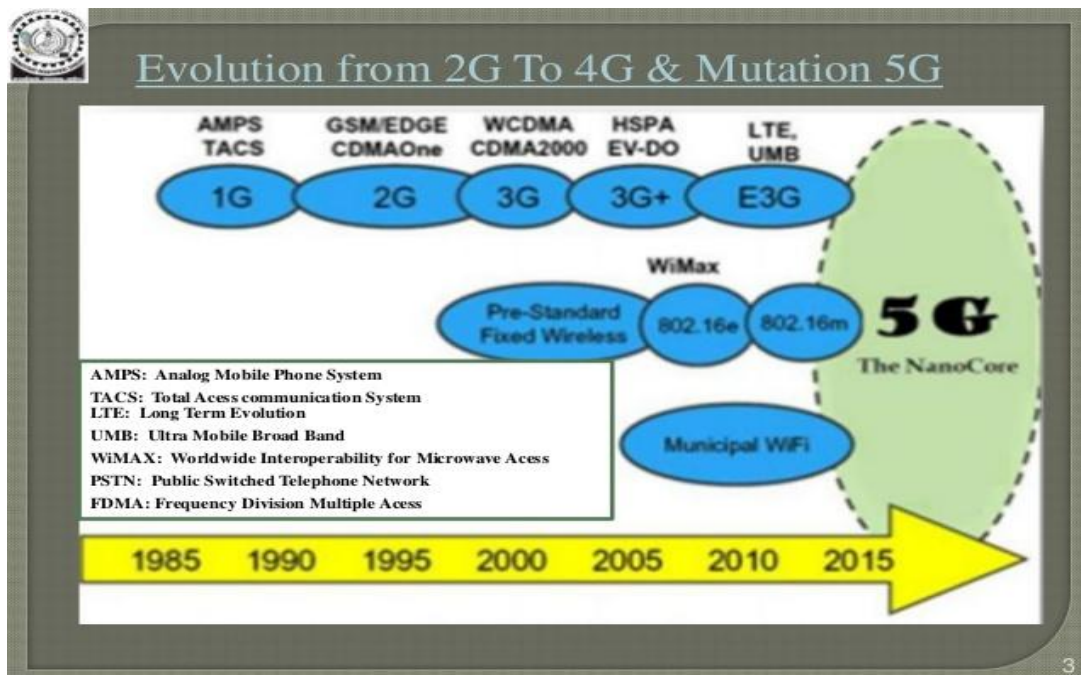 Evolution from 2G To 4G & Mutation 5G
AMPS
TACS
GSM/EDGE
CDMAOne
WCDMA
CDMA2000
HSPA
EV-DO
LTE,
UMB
1G
2G
3G
3G+
E3G
WiMax
Pre-Standard
Fixed Wireless
802.16e
802.16m
5G
The NanoCore
Municipal WiFi
AMPS: Analog Mobile Phone System
TACS: Total Acess communication System
LTE: Long Term Evolution
UMB: Ultra Mobile Broad Band
WiMAX: Worldwide Interoperability for Microwave Acess
PSTN: Public Switched Telephone Network
FDMA: Frequency Division Multiple Acess
1985 1990 1995 2000 2005 2010 2015
3